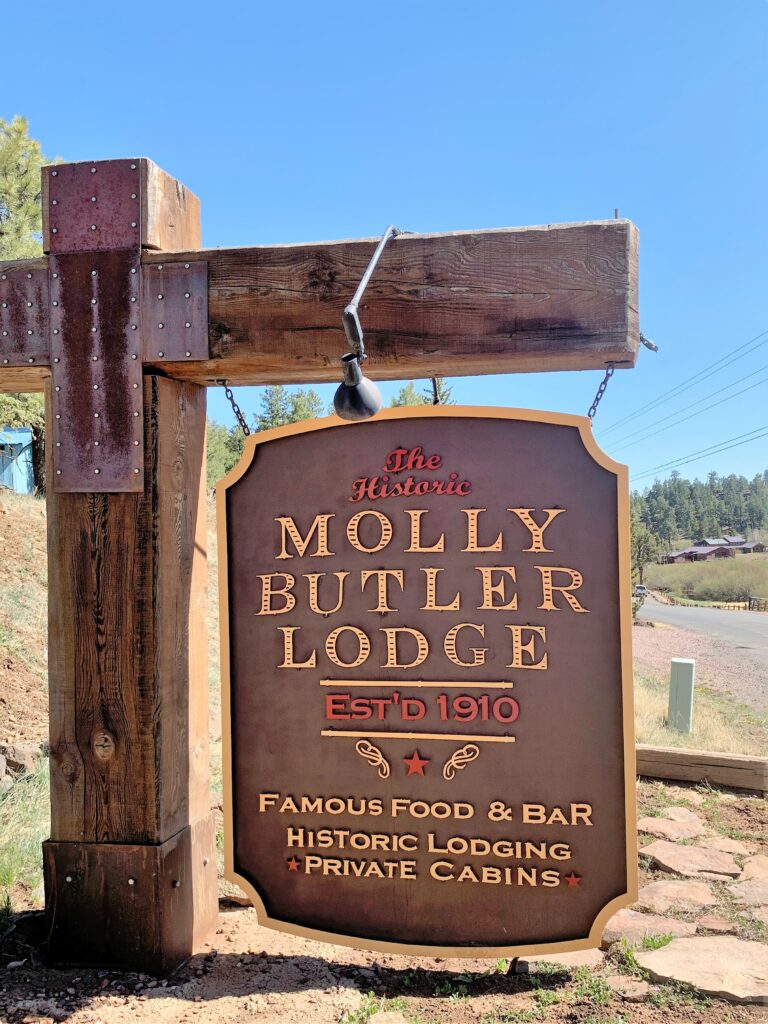 The
Historic
MOLLY
BUTLER
LODGE
EST'D 1910
FAMOUS FOOD & BAR
HISTORIC LODGING
PRIVATE CABINS